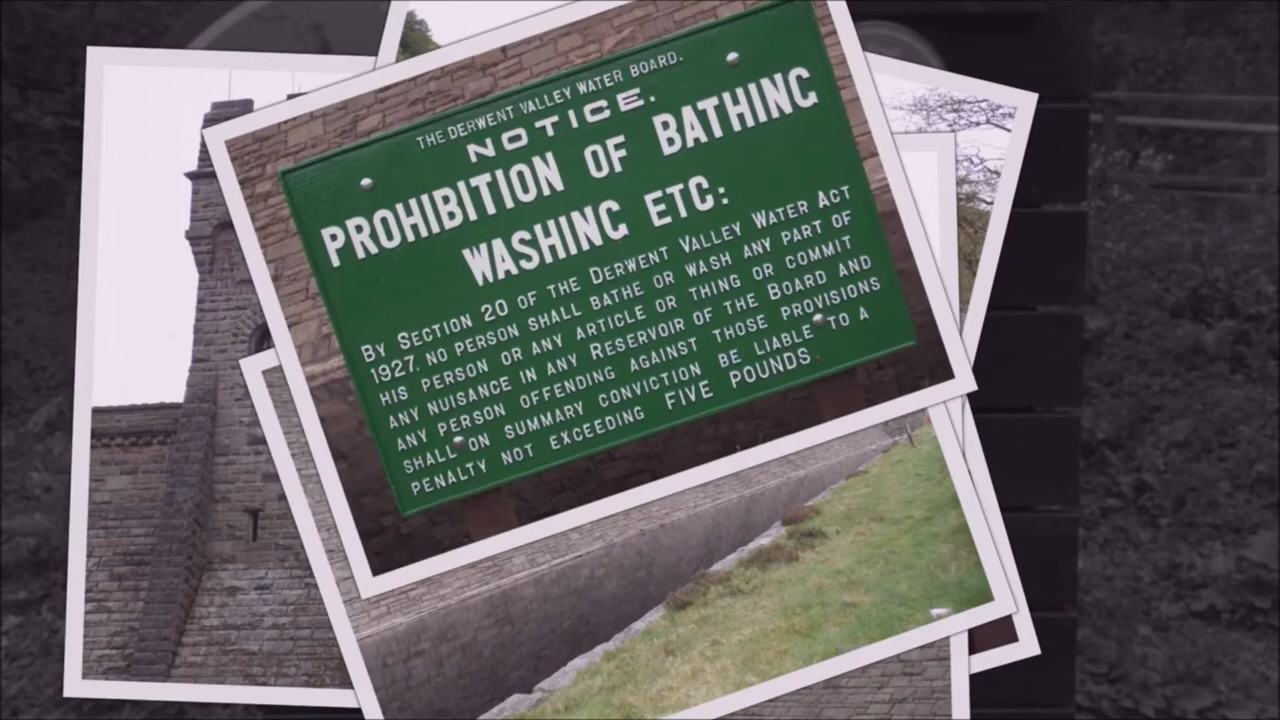 THE DERWENT VALLEY WATER BOARD.
NOTICE.
PROHIBITION OF BATHING
WASHING ETC:
BY SECTION 20 OF THE DERWENT VALLEY WATER ACT
1927. NO PERSON SHALL BATHE OR WASH ANY PART OF
HIS PERSON OR ANY ARTICLE OR THING OR COMMIT
ANY NUISANCE IN ANY RESERVOIR OF THE BOARD AND
ANY PERSON OFFENDING AGAINST THOSE PROVISIONS
SHALL ON SUMMARY CONVICTION BE LIABLE TO A
PENALTY NOT EXCEEDING FIVE POUNDS.